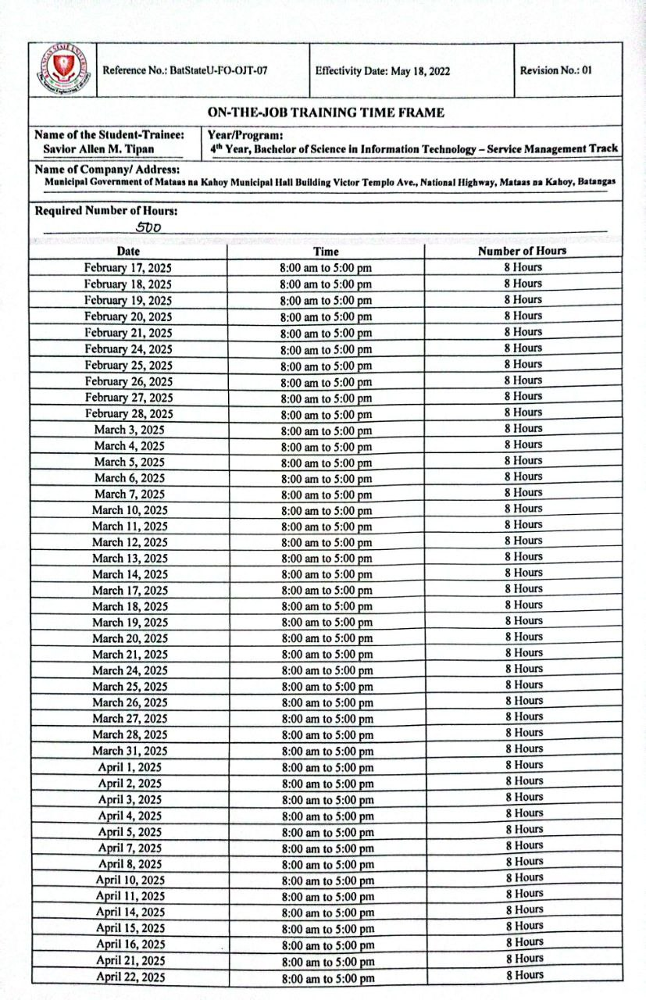 Reference No.: BatStateU-FO-OJT-07 Effectivity Date: May 18, 2022 Revision No.: 01
ON-THE-JOB TRAINING TIME FRAME
Name of the Student-Trainee: Year/Program:
Savior Allen M. Tipan 4th Year, Bachelor of Science in Information Technology – Service Management Track
Name of Company/ Address:
Municipal Government of Mataas na Kahoy Municipal Hall Building Victor Templo Ave., National Highway, Mataas na Kahoy, Batangas
Required Number of Hours:
500
Date Time Number of Hours
February 17, 2025 8:00 am to 5:00 pm 8 Hours
February 18, 2025 8:00 am to 5:00 pm 8 Hours
February 19, 2025 8:00 am to 5:00 pm 8 Hours
February 20, 2025 8:00 am to 5:00 pm 8 Hours
February 21, 2025 8:00 am to 5:00 pm 8 Hours
February 24, 2025 8:00 am to 5:00 pm 8 Hours
February 25, 2025 8:00 am to 5:00 pm 8 Hours
February 26, 2025 8:00 am to 5:00 pm 8 Hours
February 27, 2025 8:00 am to 5:00 pm 8 Hours
February 28, 2025 8:00 am to 5:00 pm 8 Hours
March 3, 2025 8:00 am to 5:00 pm 8 Hours
March 4, 2025 8:00 am to 5:00 pm 8 Hours
March 5, 2025 8:00 am to 5:00 pm 8 Hours
March 6, 2025 8:00 am to 5:00 pm 8 Hours
March 7, 2025 8:00 am to 5:00 pm 8 Hours
March 10, 2025 8:00 am to 5:00 pm 8 Hours
March 11, 2025 8:00 am to 5:00 pm 8 Hours
March 12, 2025 8:00 am to 5:00 pm 8 Hours
March 13, 2025 8:00 am to 5:00 pm 8 Hours
March 14, 2025 8:00 am to 5:00 pm 8 Hours
March 17, 2025 8:00 am to 5:00 pm 8 Hours
March 18, 2025 8:00 am to 5:00 pm 8 Hours
March 19, 2025 8:00 am to 5:00 pm 8 Hours
March 20, 2025 8:00 am to 5:00 pm 8 Hours
March 21, 2025 8:00 am to 5:00 pm 8 Hours
March 24, 2025 8:00 am to 5:00 pm 8 Hours
March 25, 2025 8:00 am to 5:00 pm 8 Hours
March 26, 2025 8:00 am to 5:00 pm 8 Hours
March 27, 2025 8:00 am to 5:00 pm 8 Hours
March 28, 2025 8:00 am to 5:00 pm 8 Hours
March 31, 2025 8:00 am to 5:00 pm 8 Hours
April 1, 2025 8:00 am to 5:00 pm 8 Hours
April 2, 2025 8:00 am to 5:00 pm 8 Hours
April 3, 2025 8:00 am to 5:00 pm 8 Hours
April 4, 2025 8:00 am to 5:00 pm 8 Hours
April 5, 2025 8:00 am to 5:00 pm 8 Hours
April 7, 2025 8:00 am to 5:00 pm 8 Hours
April 8, 2025 8:00 am to 5:00 pm 8 Hours
April 10, 2025 8:00 am to 5:00 pm 8 Hours
April 11, 2025 8:00 am to 5:00 pm 8 Hours
April 14, 2025 8:00 am to 5:00 pm 8 Hours
April 15, 2025 8:00 am to 5:00 pm 8 Hours
April 16, 2025 8:00 am to 5:00 pm 8 Hours
April 21, 2025 8:00 am to 5:00 pm 8 Hours
April 22, 2025 8:00 am to 5:00 pm 8 Hours